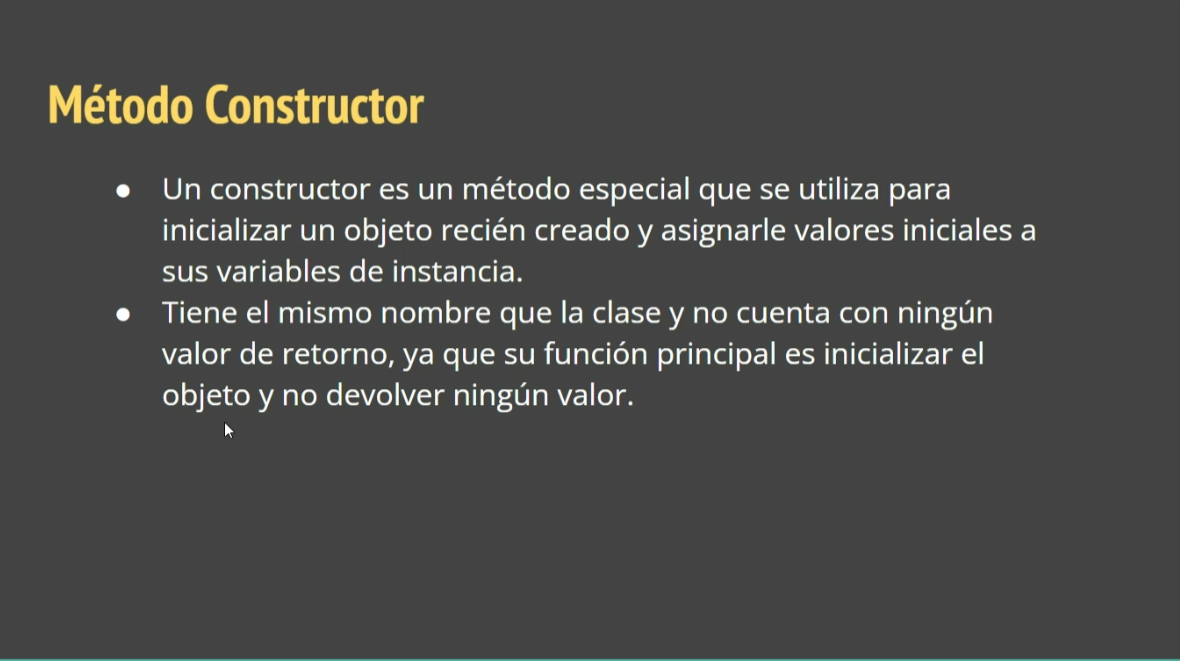 Método Constructor
● Un constructor es un método especial que se utiliza para
inicializar un objeto recién creado y asignarle valores iniciales a
sus variables de instancia.
● Tiene el mismo nombre que la clase y no cuenta con ningún
valor de retorno, ya que su función principal es inicializar el
objeto y no devolver ningún valor.